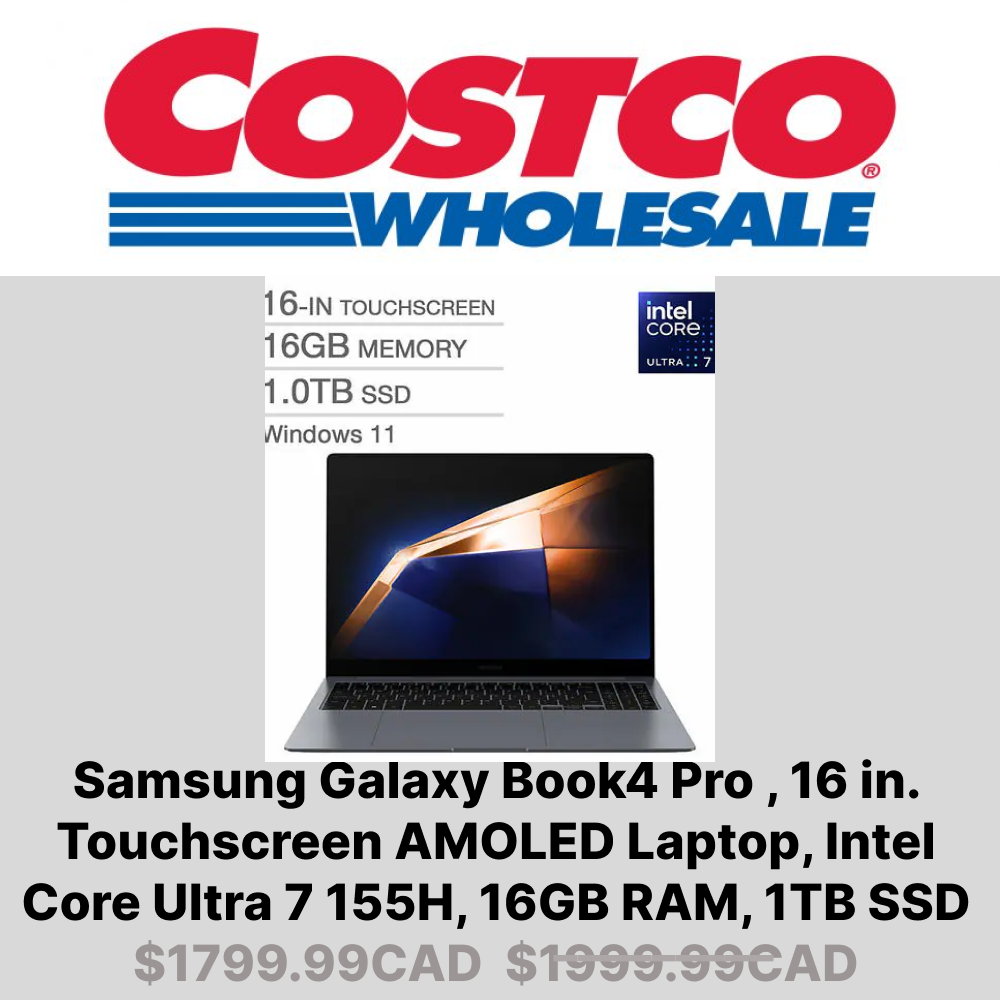 COSTCO®
WHOLESALE
16-IN TOUCHSCREEN
16GB MEMORY
1.0TB SSD
Windows 11
intel
CORE
ULTRA 7
Samsung Galaxy Book4 Pro , 16 in.
Touchscreen AMOLED Laptop, Intel
Core Ultra 7 155H, 16GB RAM, 1TB SSD
$1799.99CAD $1999.99CAD